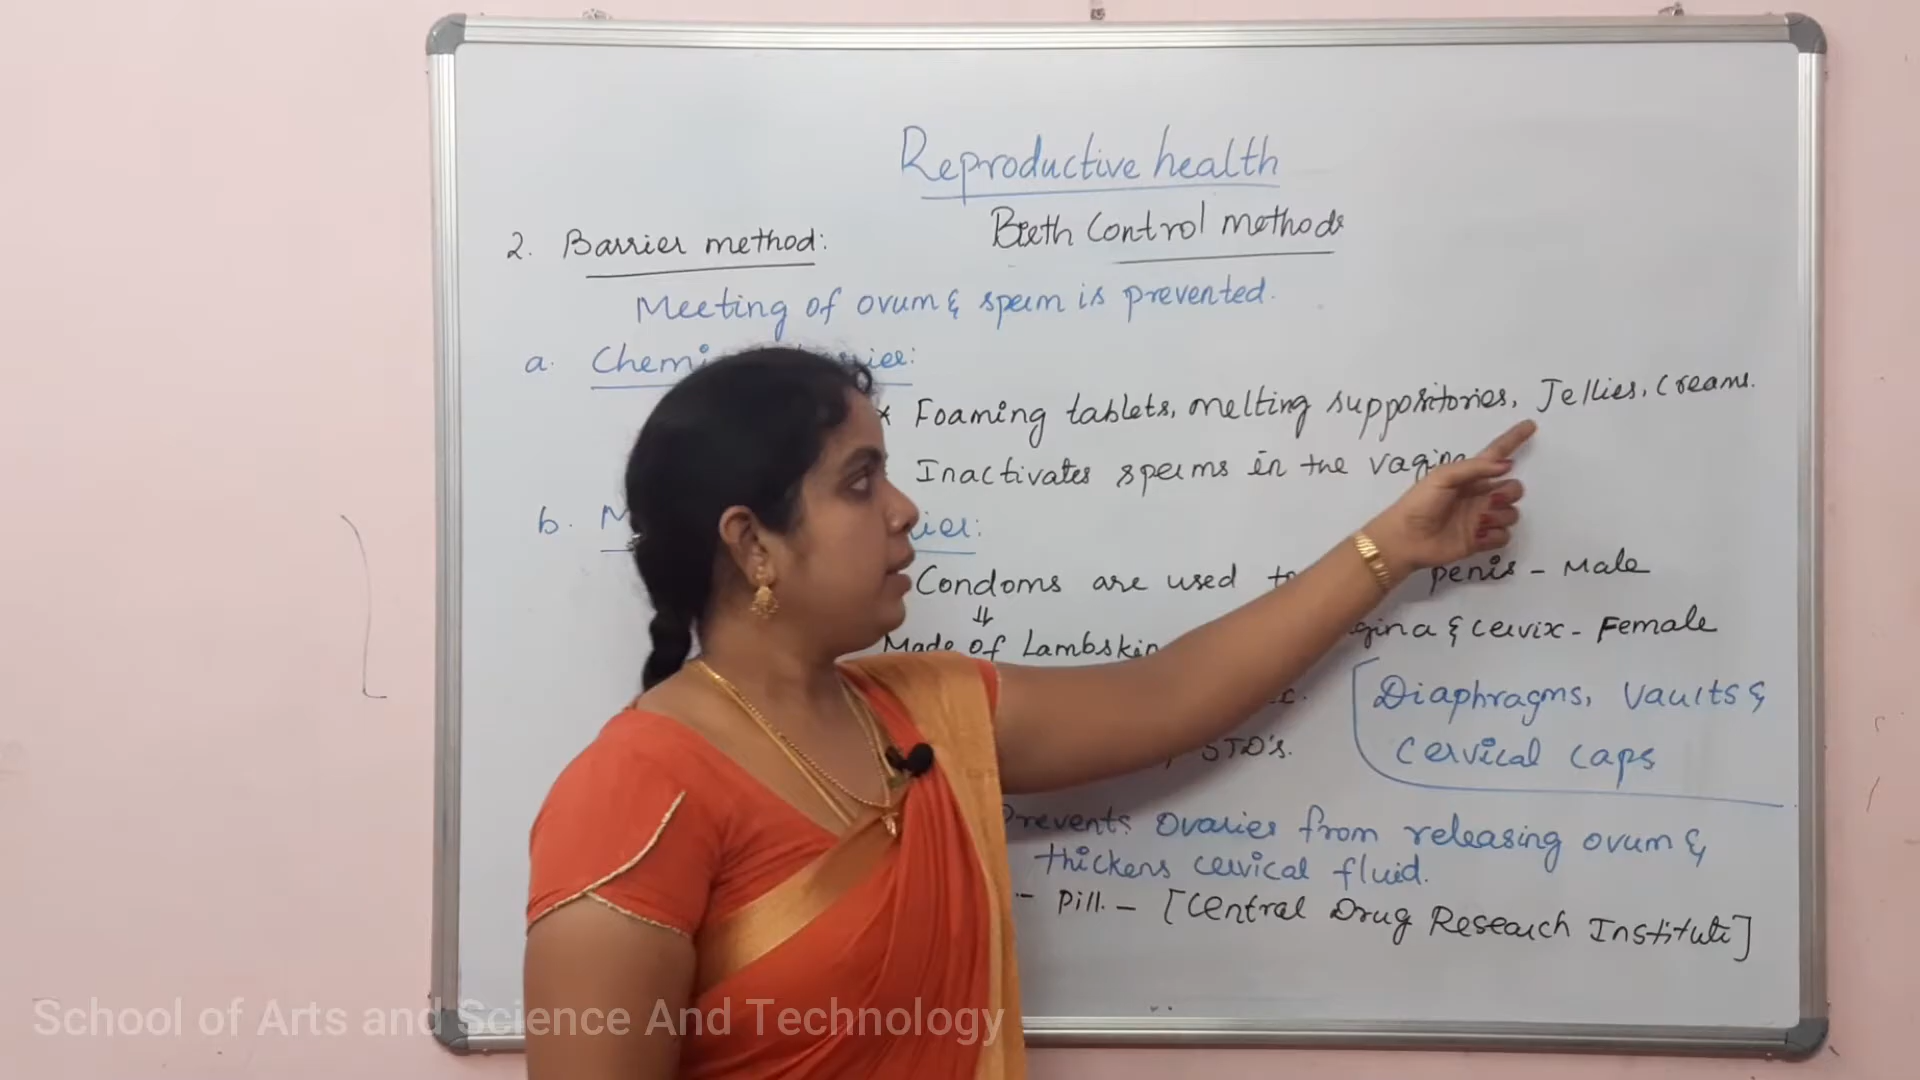 Reproductive health
Birth Control methods
2. Barrier method:
Meeting of ovum & sperm is prevented.
a. Chemi rier:
* Foaming tablets, melting suppositories, Jellies, Creams.
Inactivates sperms in the vagina
b. M rier:
Condoms are used penis - Male
⇓
gina & cervix - Female
Made of Lambskin
Diaphragms, Vaults &
Cervical caps
STD's.
Prevents Ovaries from releasing ovum &
thickens cervical fluid.
- Pill. - [Central Drug Research Institute]
School of Arts and Science And Technology